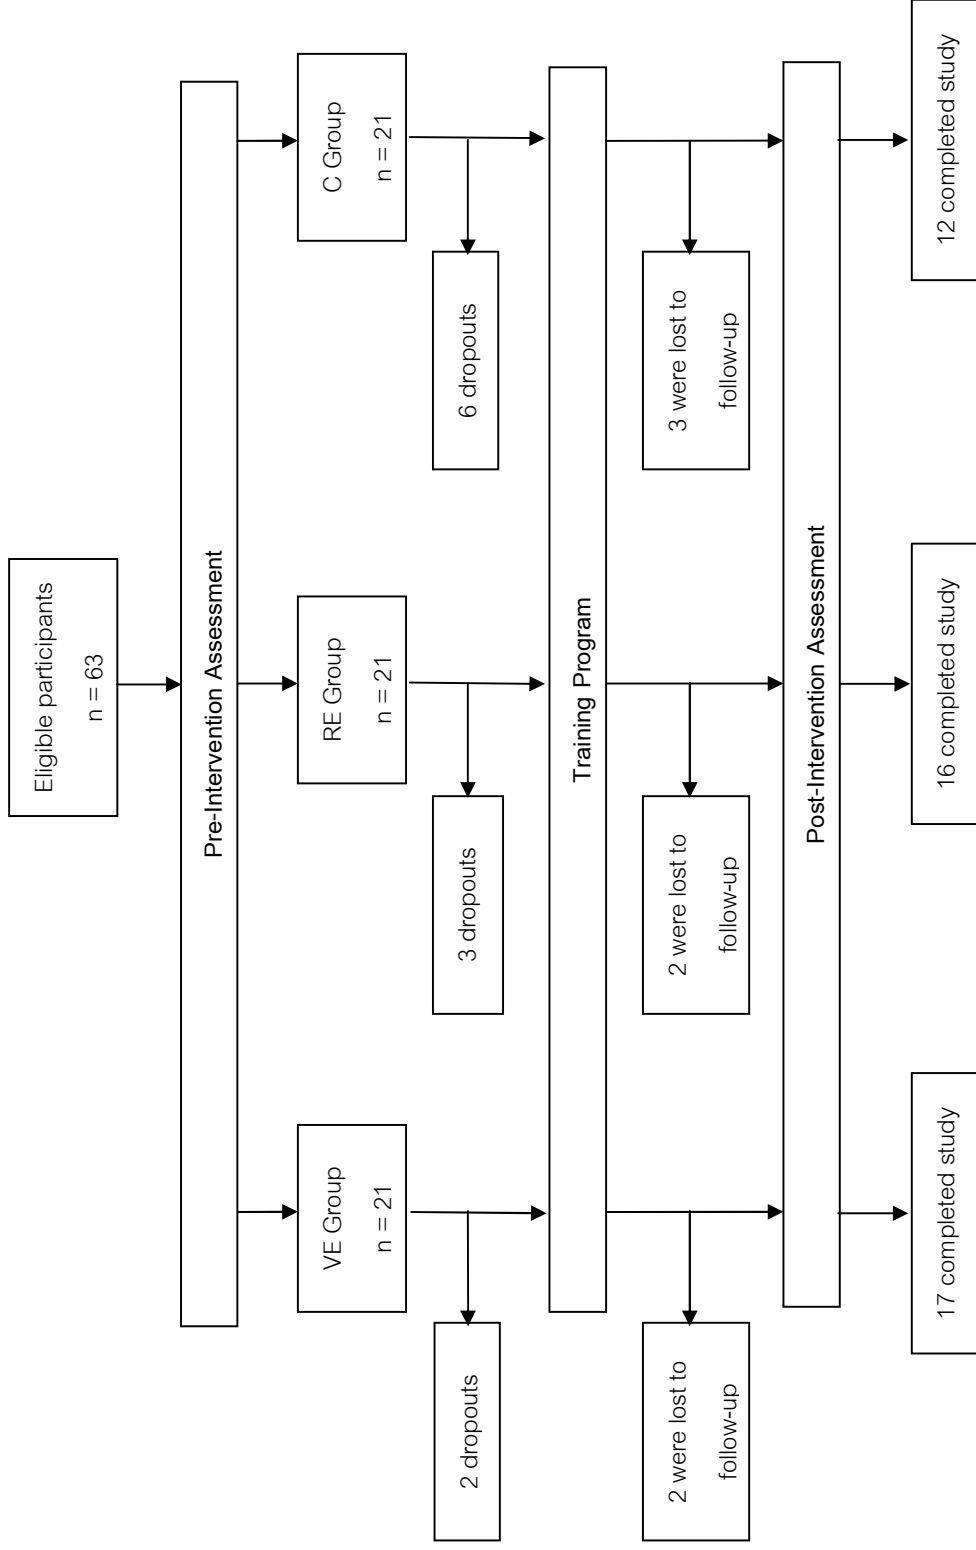 Eligible participants
n = 63
Pre-Intervention Assessment
VE Group
n = 21
RE Group
n = 21
C Group
n = 21
2 dropouts
3 dropouts
6 dropouts
Training Program
2 were lost to
follow-up
2 were lost to
follow-up
3 were lost to
follow-up
Post-Intervention Assessment
17 completed study
16 completed study
12 completed study